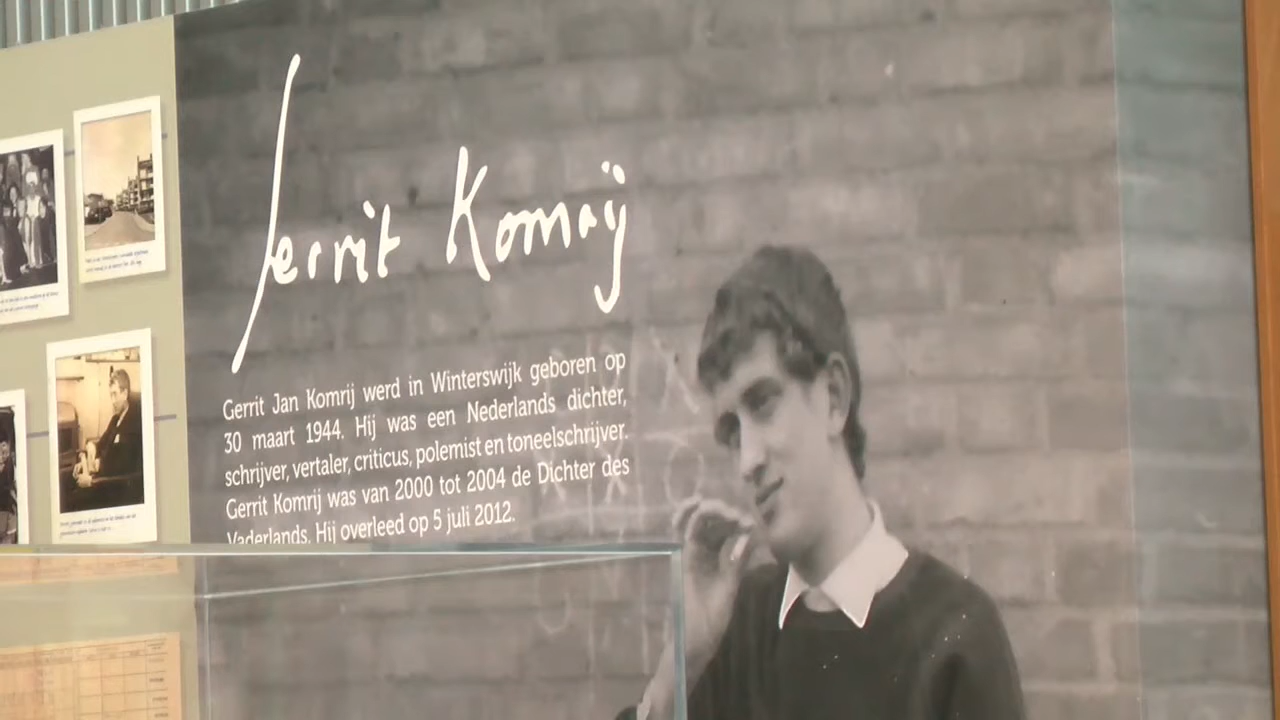 Gerrit Komrij
Gerrit Jan Komrij werd in Winterswijk geboren op
30 maart 1944. Hij was een Nederlands dichter,
schrijver, vertaler, criticus, polemist en toneelschrijver.
Gerrit Komrij was van 2000 tot 2004 de Dichter des
Vaderlands. Hij overleed op 5 juli 2012.